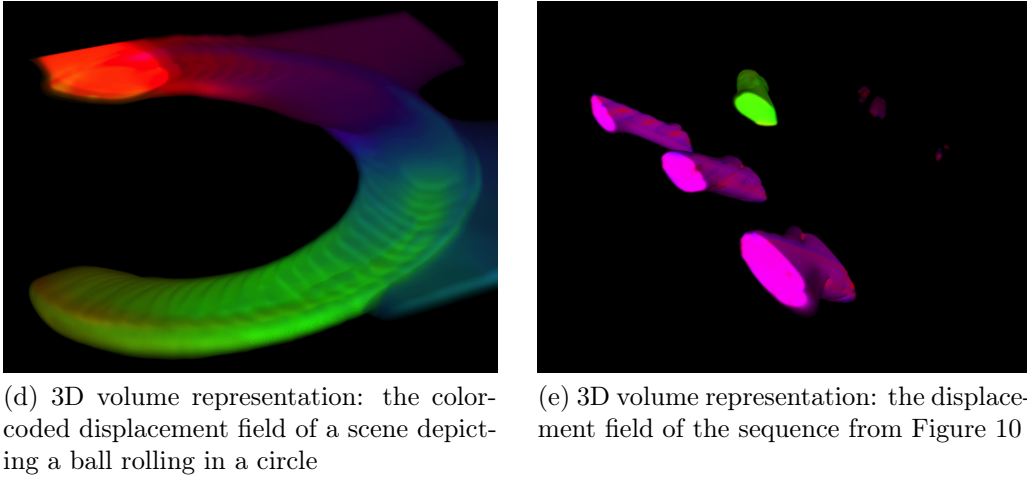 (d) 3D volume representation: the color-
coded displacement field of a scene depict-
ing a ball rolling in a circle
(e) 3D volume representation: the displace-
ment field of the sequence from Figure 10